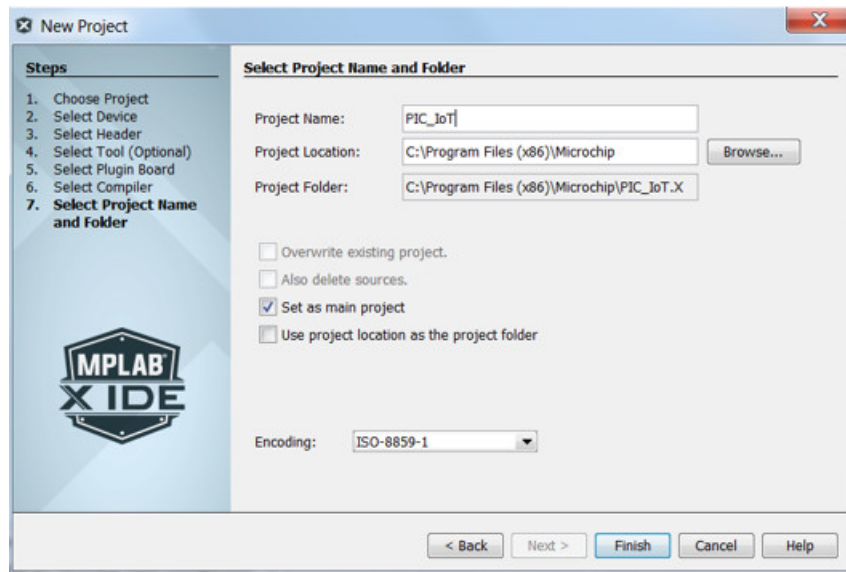 New Project
X
Steps
1. Choose Project
2. Select Device
3. Select Header
4. Select Tool (Optional)
5. Select Plugin Board
6. Select Compiler
7. Select Project Name
and Folder
MPLAB
X IDE
Select Project Name and Folder
Project Name: PIC_IoT
Project Location: C:\Program Files (x86)\Microchip Browse...
Project Folder: C:\Program Files (x86)\Microchip\PIC_IoT.X
Overwrite existing project.
Also delete sources.
Set as main project
Use project location as the project folder
Encoding: ISO-8859-1
< Back Next > Finish Cancel Help